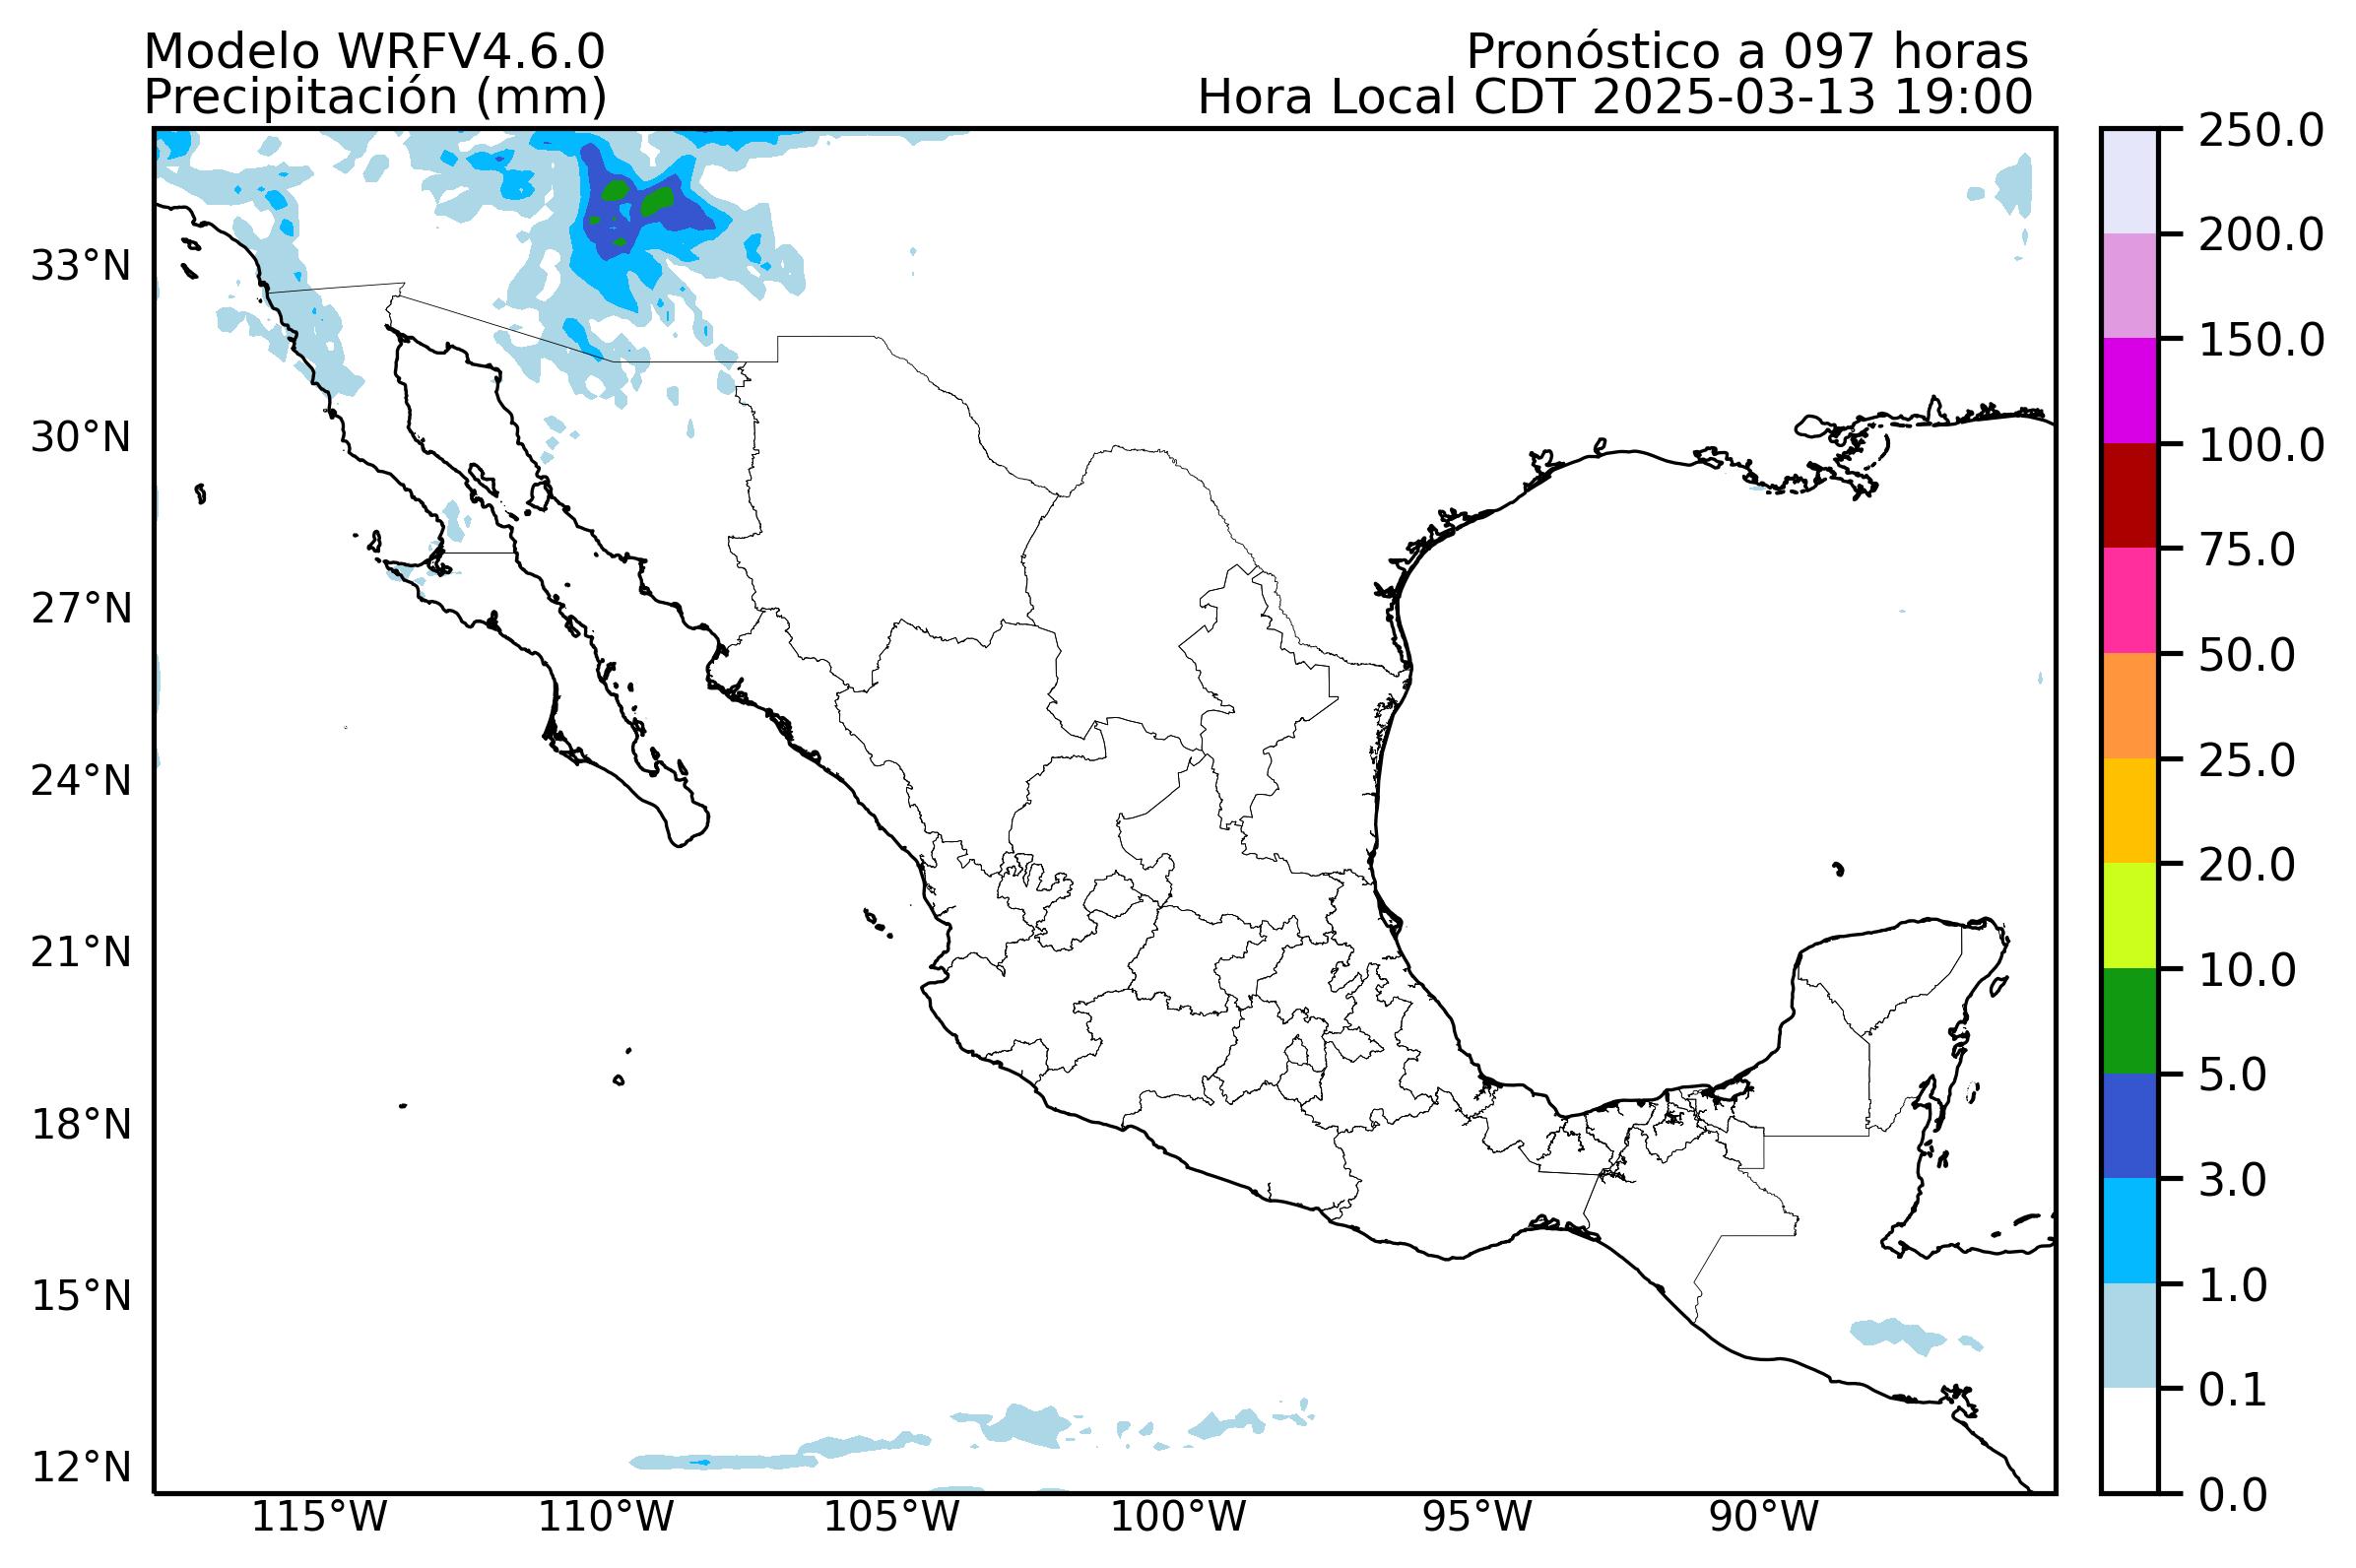 Modelo WRFV4.6.0
Pronóstico a 097 horas
Precipitación (mm)
Hora Local CDT 2025-03-13 19:00
33°N
30°N
27°N
24°N
21°N
18°N
15°N
12°N
115°W
110°W
105°W
100°W
95°W
90°W
250.0
200.0
150.0
100.0
75.0
50.0
25.0
20.0
10.0
5.0
3.0
1.0
0.1
0.0